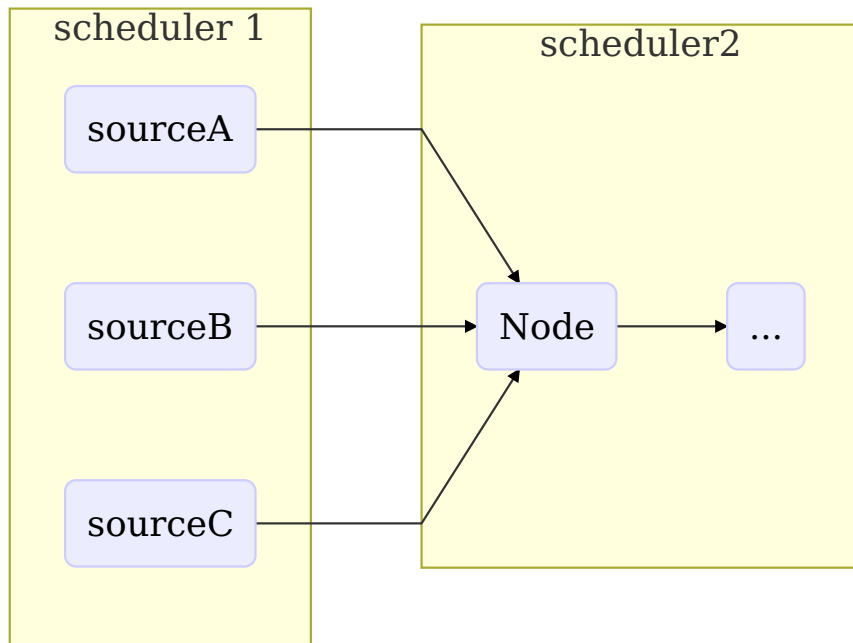 scheduler 1
scheduler2
sourceA
sourceB
Node
...
sourceC